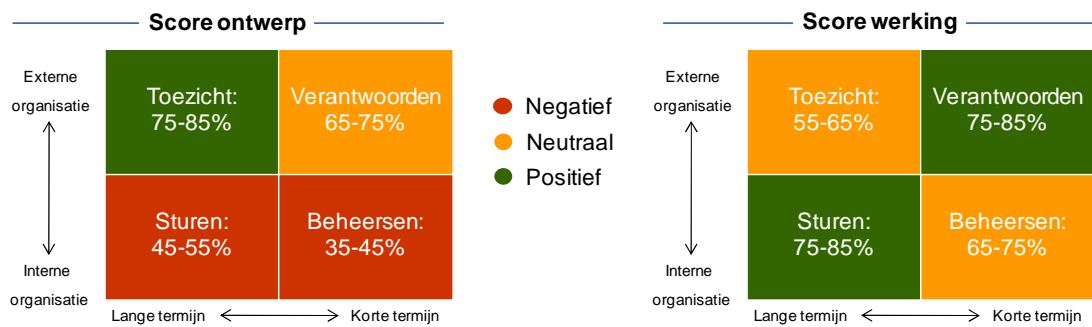 Score ontwerp
Externe
organisatie
Interne
organisatie
Toezicht:
75-85%
Verantwoorden
65-75%
Sturen:
45-55%
Beheersen:
35-45%
Lange termijn
Korte termijn
Negatief
Neutraal
Positief
Score werking
Externe
organisatie
Interne
organisatie
Toezicht:
55-65%
Verantwoorden
75-85%
Sturen:
75-85%
Beheersen:
65-75%
Lange termijn
Korte termijn